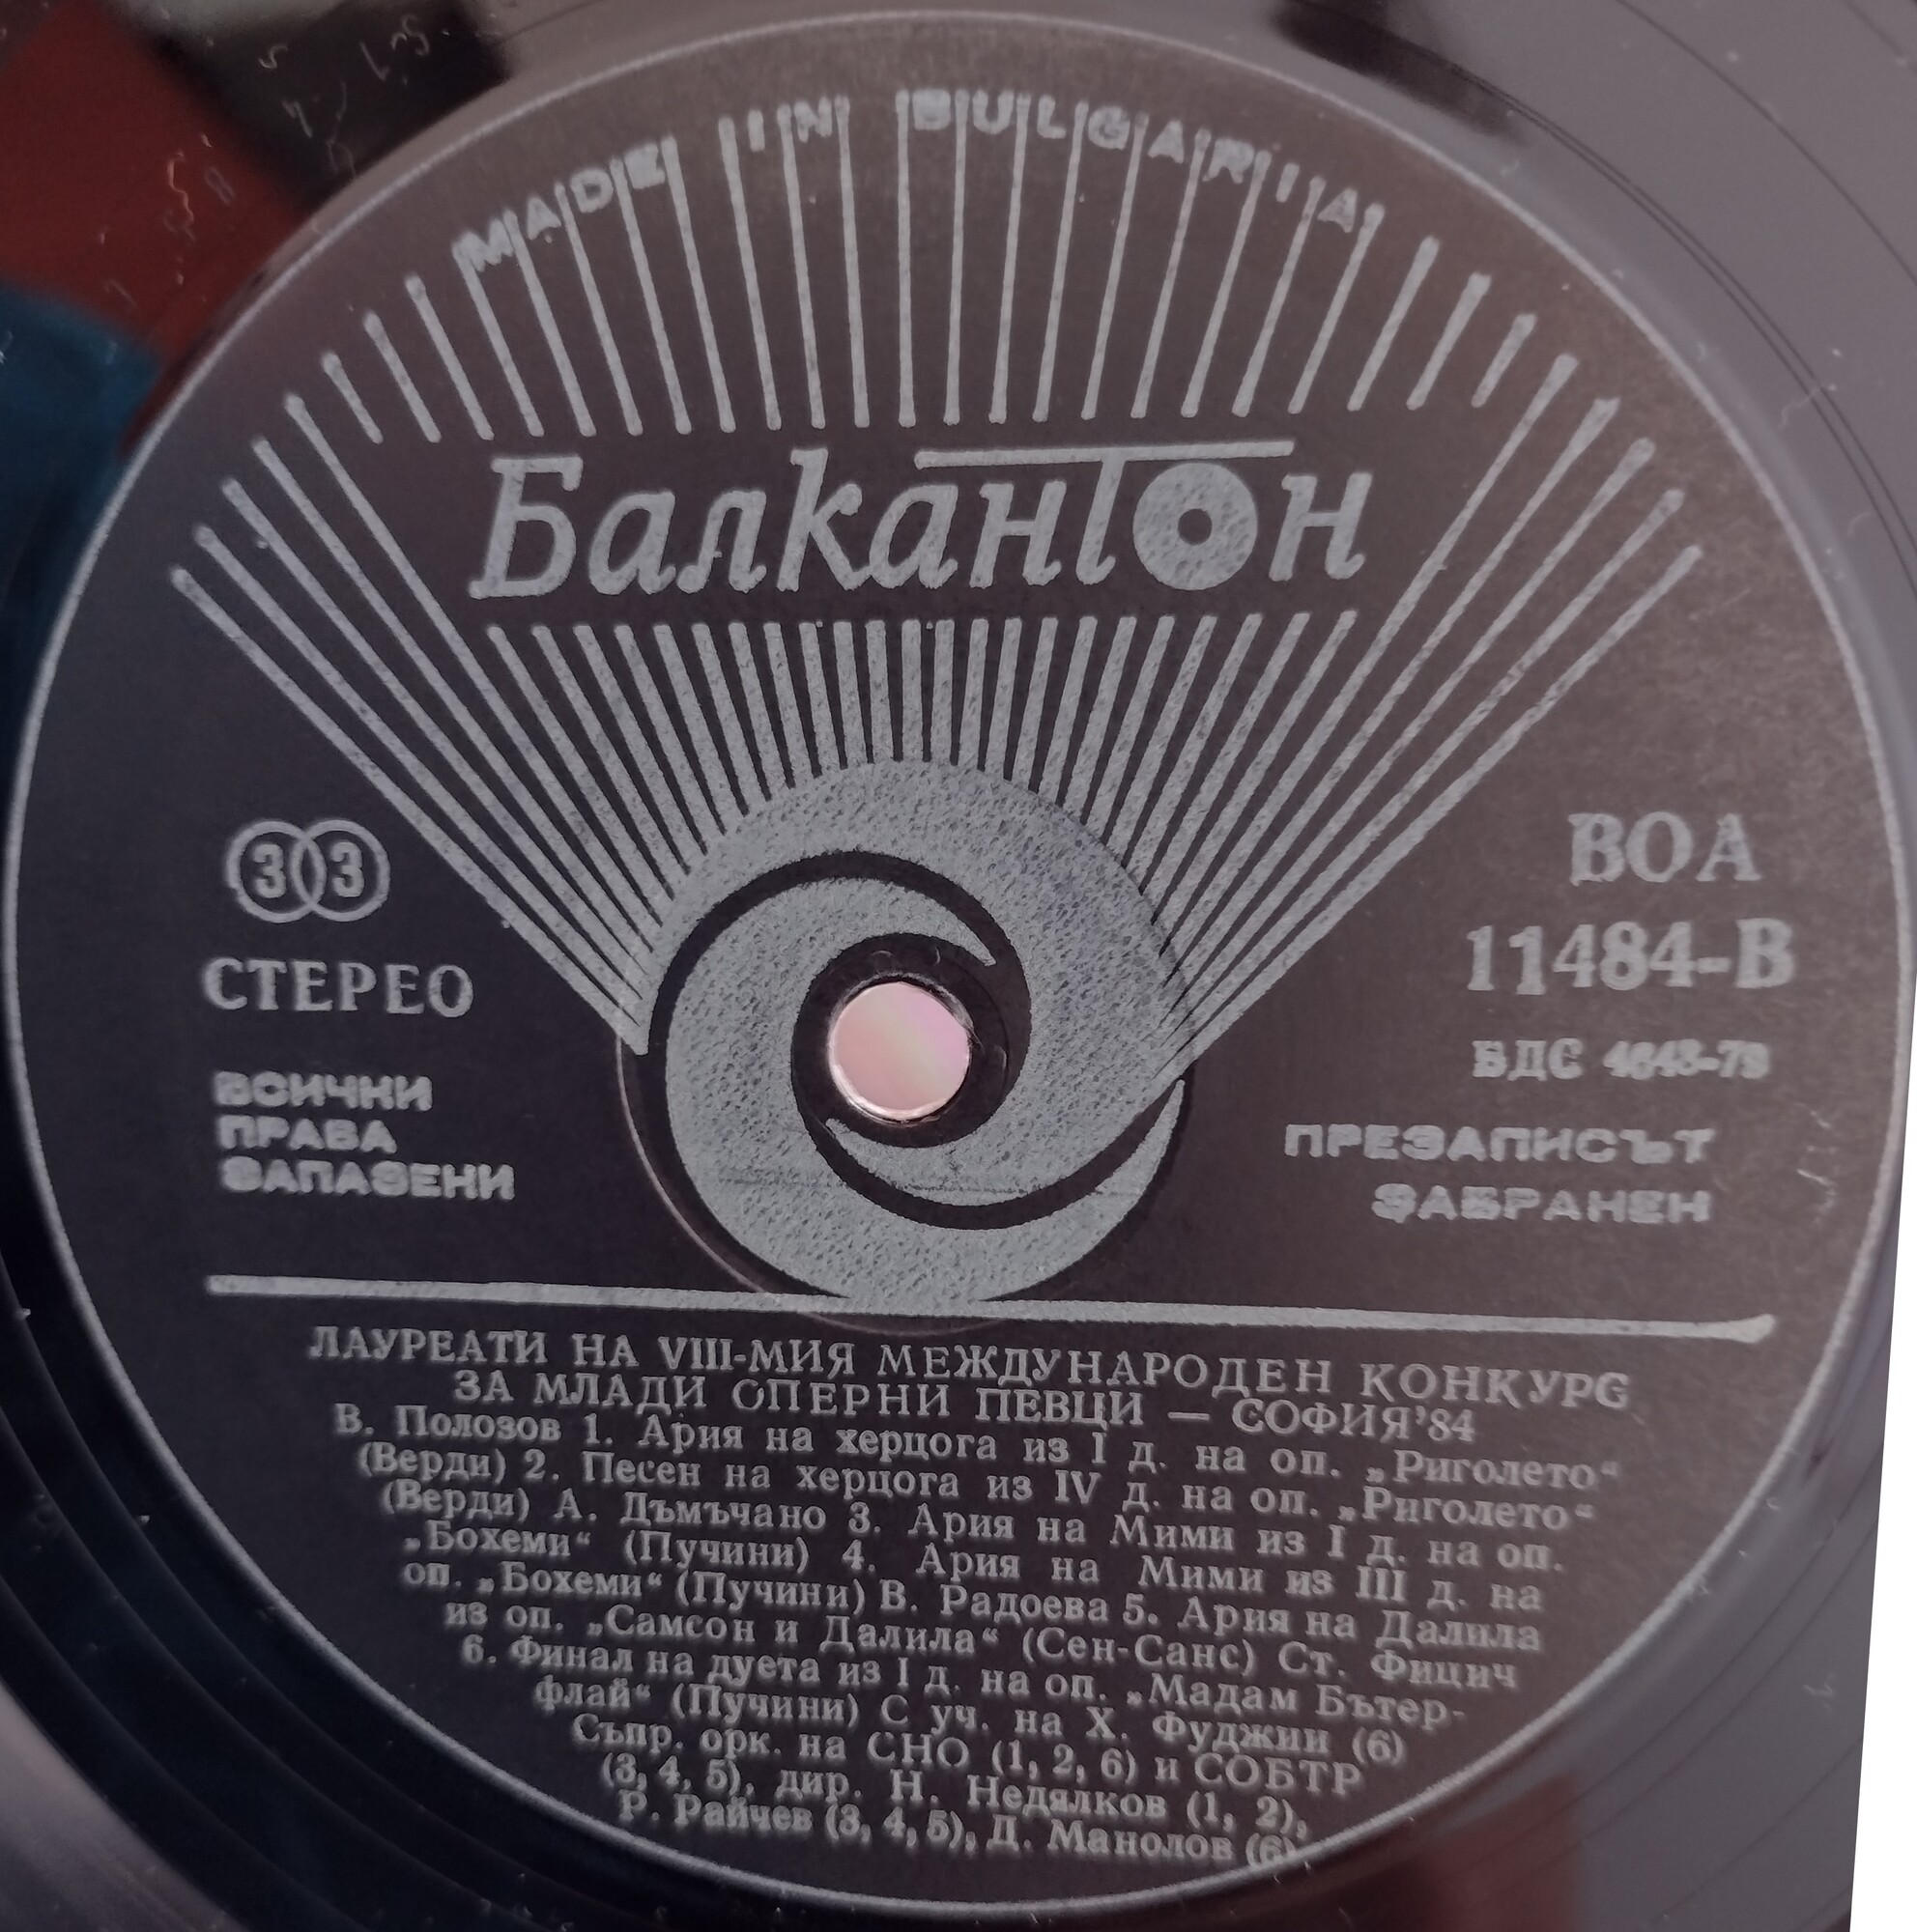 MADE IN BULGARIA
Балкантон
33
СТЕРЕО
ВСИЧКИ
ПРАВА
ЗАПАЗЕНИ
ВОА
11484-В
БДС
ПРЕЗАПИСЪТ
ЗАБРАНЕН
ЛАУРЕАТИ НА VIII-МИЯ МЕЖДУНАРОДЕН КОНКУРС
ЗА МЛАДИ ОПЕРНИ ПЕВЦИ — СОФИЯ'84
В. Полозов 1. Ария на херцога из I д. на оп. „Риголето“
(Верди) 2. Песен на херцога из IV д. на оп. „Риголето“
(Верди) А. Дъмъчано 3. Ария на Мими из I д. на оп.
„Бохеми“ (Пучини) 4. Ария на Мими из III д. на
оп. „Бохеми“ (Пучини) В. Радоева 5. Ария на Далила
из оп. „Самсон и Далила“ (Сен-Санс) Ст. Фицич
6. Финал на дуета из I д. на оп. „Мадам Бътер-
флай“ (Пучини) С уч. на Х. Фуджии (6)
Съпр. орк. на СНО (1, 2, 6) и СОБТР
(3, 4, 5), дир. Н. Недялков (1, 2),
Р. Райчев (3, 4, 5), Д. Манолов (6)